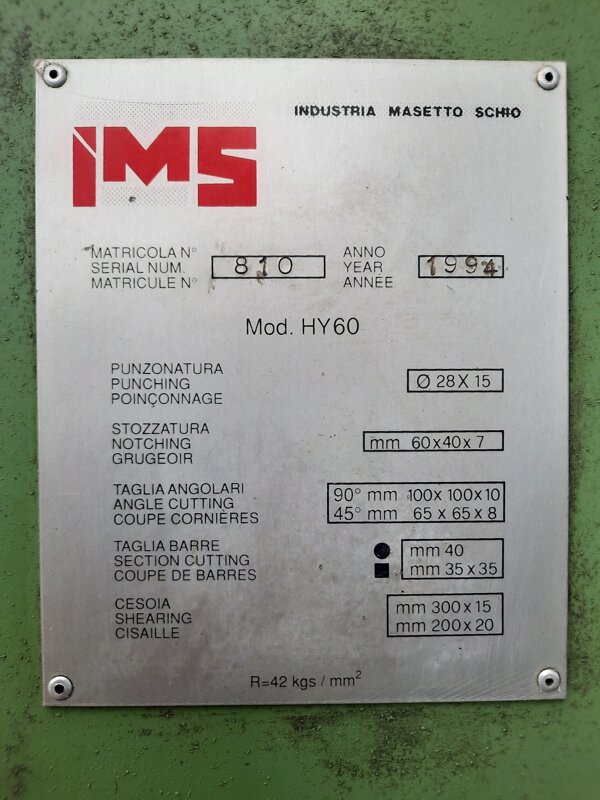 IMS
INDUSTRIA MASETTO SCHIO
MATRICOLA N°
SERIAL NUM.
MATRICULE N°
810
ANNO
YEAR
ANNÉE
1994
Mod. HY60
PUNZONATURA
PUNCHING
POINÇONNAGE
Ø 28 X 15
STOZZATURA
NOTCHING
GRUGEOIR
mm 60x40x7
TAGLIA ANGOLARI
ANGLE CUTTING
COUPE CORNIÈRES
90° mm 100x100x10
45° mm 65 x 65 x 8
TAGLIA BARRE
SECTION CUTTING
COUPE DE BARRES
mm 40
mm 35 x 35
CESOIA
SHEARING
CISAILLE
mm 300 x 15
mm 200 x 20
R=42 kgs / mm²